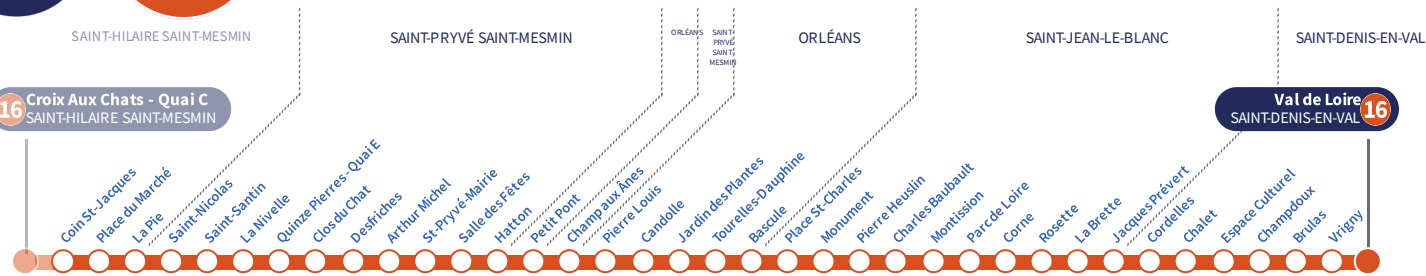 SAINT-HILAIRE SAINT-MESMIN
SAINT-PRYVÉ SAINT-MESMIN
ORLÉANS
SAINT-
PRYVÉ
SAINT-
MESMIN
ORLÉANS
SAINT-JEAN-LE-BLANC
SAINT-DENIS-EN-VAL
16
Croix Aux Chats - Quai C
SAINT-HILAIRE SAINT-MESMIN
Val de Loire
SAINT-DENIS-EN-VAL
16
Coin St-Jacques
Place du Marché
La Pie
Saint-Nicolas
Saint-Santin
La Nivelle
Quinze Pierres - Quai E
Clos du Chat
Desfriches
Arthur Michel
St-Pryvé-Mairie
Salle des Fêtes
Hatton
Petit Pont
Champ aux Ânes
Pierre Louis
Candolle
Jardin des Plantes
Tourelles-Dauphine
Bascule
Place St-Charles
Monument
Pierre Heuslin
Charles Baubault
Montission
Parc de Loire
Corne
Rosette
La Brette
Jacques Prévert
Cordelles
Chalet
Espace Culturel
Champdoux
Brulas
Vrigny